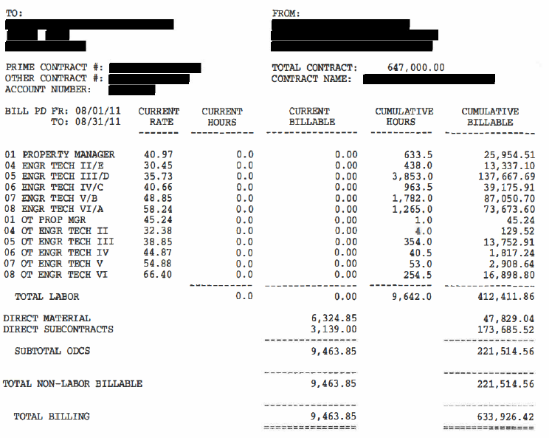 TO: FROM:
PRIME CONTRACT #: TOTAL CONTRACT: 647,000.00
OTHER CONTRACT #: CONTRACT NAME:
ACCOUNT NUMBER:
BILL PD FR: 08/01/11 CURRENT CURRENT CURRENT CUMULATIVE CUMULATIVE
TO: 08/31/11 RATE HOURS BILLABLE HOURS BILLABLE
01 PROPERTY MANAGER 40.97 0.0 0.00 633.5 25,954.51
04 ENGR TECH II/E 30.45 0.0 0.00 438.0 13,337.10
05 ENGR TECH III/D 35.73 0.0 0.00 3,853.0 137,667.69
06 ENGR TECH IV/C 40.66 0.0 0.00 963.5 39,175.91
07 ENGR TECH V/B 48.85 0.0 0.00 1,782.0 87,050.70
08 ENGR TECH VI/A 58.24 0.0 0.00 1,265.0 73,673.60
01 OT PROP MGR 45.24 0.0 0.00 1.0 45.24
04 OT ENGR TECH II 32.38 0.0 0.00 4.0 129.52
05 OT ENGR TECH III 38.85 0.0 0.00 354.0 13,752.91
06 OT ENGR TECH IV 44.87 0.0 0.00 40.5 1,817.24
07 OT ENGR TECH V 54.88 0.0 0.00 53.0 2,908.64
08 OT ENGR TECH VI 66.40 0.0 0.00 254.5 16,898.80
TOTAL LABOR 0.0 0.00 9,642.0 412,411.86
DIRECT MATERIAL 6,324.85 47,829.04
DIRECT SUBCONTRACTS 3,139.00 173,685.52
SUBTOTAL ODCS 9,463.85 221,514.56
TOTAL NON-LABOR BILLABLE 9,463.85 221,514.56
TOTAL BILLING 9,463.85 633,926.42